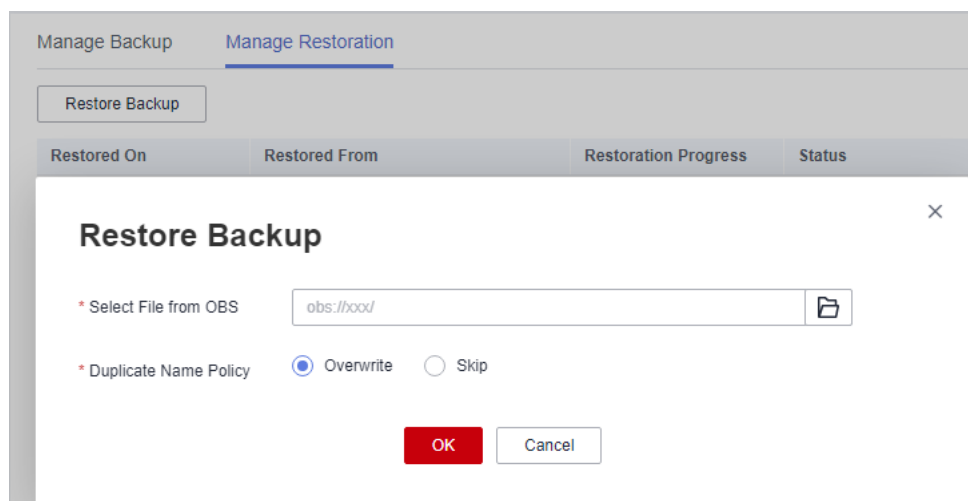 Manage Backup Manage Restoration
Restore Backup
Restored On Restored From Restoration Progress Status
Restore Backup
* Select File from OBS obs://xxx/
* Duplicate Name Policy Overwrite Skip
OK Cancel